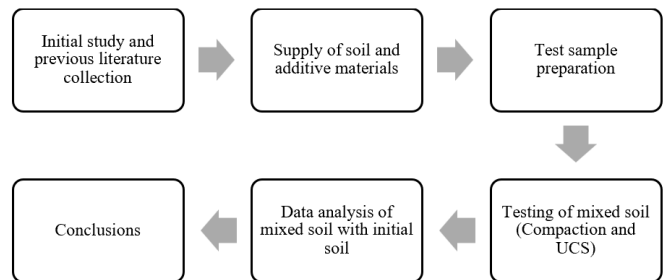 Initial study and
previous literature
collection
Supply of soil and
additive materials
Test sample
preparation
Testing of mixed soil
(Compaction and
UCS)
Data analysis of
mixed soil with initial
soil
Conclusions